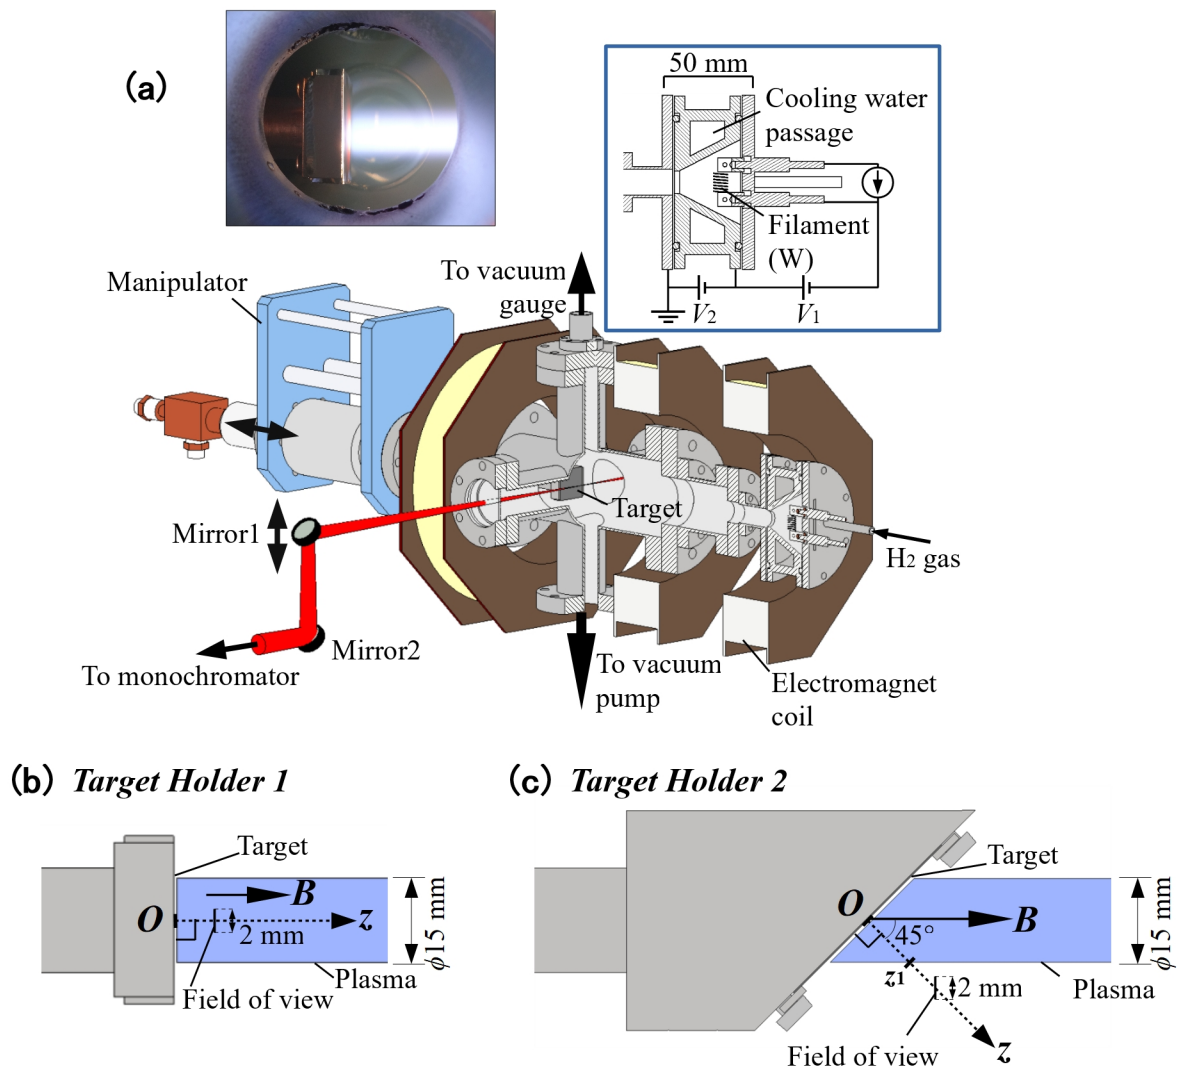 (a)
50 mm
Cooling water
passage
Filament
(W)
V2
V1
To vacuum
gauge
Manipulator
Target
Mirror1
H2 gas
Mirror2
To monochromator
To vacuum
pump
Electromagnet
coil
(b) Target Holder 1
Target
B
O
z
2 mm
ϕ15 mm
Plasma
Field of view
(c) Target Holder 2
Target
O
B
45°
ϕ15 mm
z1
2 mm
Plasma
Field of view
z